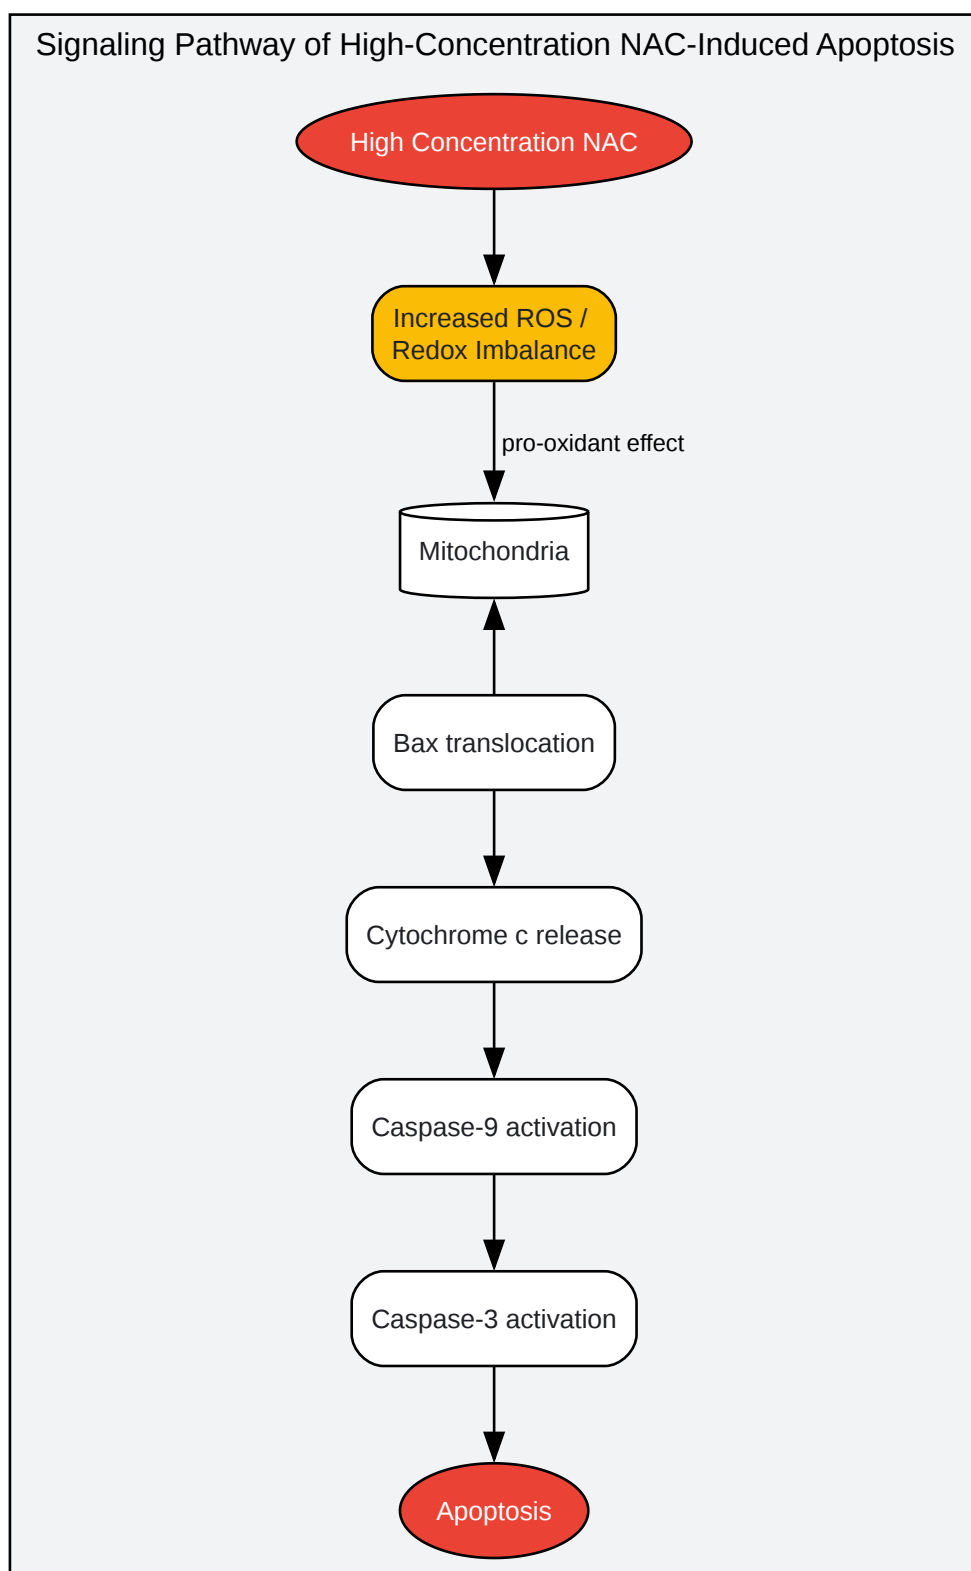 Signaling Pathway of High-Concentration NAC-Induced Apoptosis
High Concentration NAC
Increased ROS /
Redox Imbalance
pro-oxidant effect
Mitochondria
Bax translocation
Cytochrome c release
Caspase-9 activation
Caspase-3 activation
Apoptosis